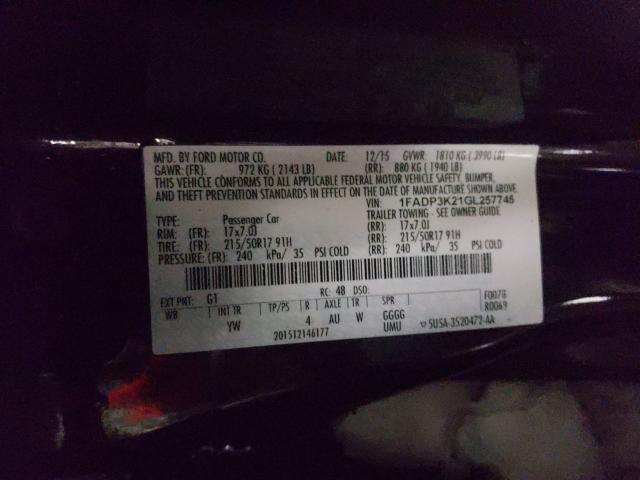 MFD. BY FORD MOTOR CO. DATE: 12/15 GVWR: 1810 KG ( 3990 LB)
GAWR: (FR): 972 KG ( 2143 LB) (RR): 880 KG ( 1940 LB)
THIS VEHICLE CONFORMS TO ALL APPLICABLE FEDERAL MOTOR VEHICLE SAFETY, BUMPER,
AND THEFT PREVENTION STANDARDS IN EFFECT ON THE DATE OF MANUFACTURE SHOWN ABOVE.
VIN: 1FADP3K21GL257745
TYPE: Passenger Car TRAILER TOWING - SEE OWNER GUIDE
RIM: (FR) 17x7.0J (RR): 17x7.0J
TIRE: (FR): 215/50R17 91H (RR): 215/50R17 91H
PRESSURE: (FR): 240 kPa/ 35 PSI COLD (RR): 240 kPa/ 35 PSI COLD
EXT PNT: G1 RC: 48 DSO: F0078
WB INT TR TP/PS R AXLE TR SPR R0069
YW 4 AU W GGGG
201512146177 UMU 5U5A-3520472-AA